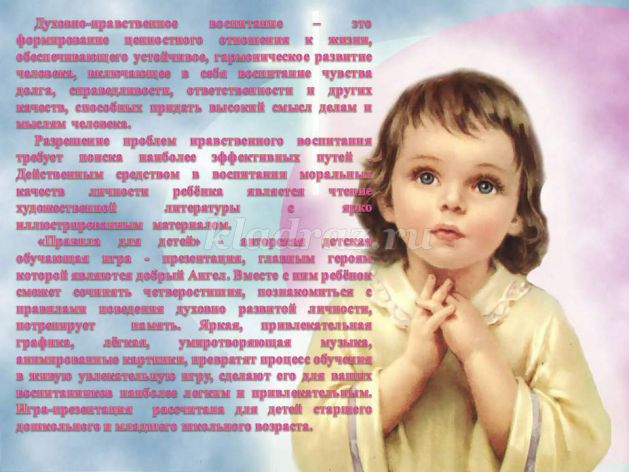 Духовно-нравственное воспитание – это
формирование ценностного отношения к жизни,
обеспечивающего устойчивое, гармоническое развитие
человека, включающее в себя воспитание чувства
долга, справедливости, ответственности и других
качеств, способных придать высокий смысл делам и
мыслям человека.
Разрешение проблем нравственного воспитания
требует поиска наиболее эффективных путей .
Действенным средством в воспитании моральных
качеств личности ребёнка является чтение
художественной литературы с ярко
иллюстрированным материалом.
«Правила для детей» - авторская детская
обучающая игра - презентация, главным героям
которой являются добрый Ангел. Вместе с ним ребёнок
сможет сочинять четверостишия, познакомиться с
правилами поведения духовно развитой личности,
потренирует память. Яркая, привлекательная
графика, лёгкая, умиротворяющая музыка,
анимированные картинки, превратят процесс обучения
в живую увлекательную игру, сделают его для ваших
воспитанников наиболее легким и привлекательным.
Игра-презентация рассчитана для детей старшего
дошкольного и младшего школьного возраста.
kladraz.ru